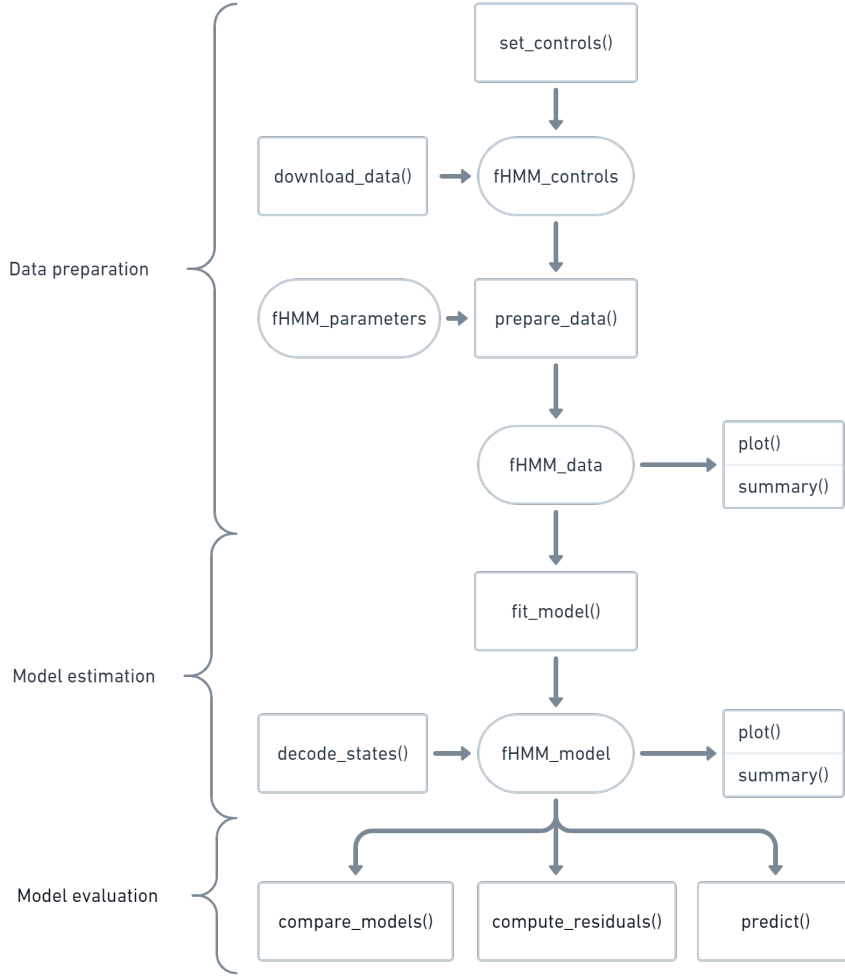 set_controls()
download_data()
fHMM_controls
Data preparation
fHMM_parameters
prepare_data()
fHMM_data
plot()
summary()
fit_model()
Model estimation
decode_states()
fHMM_model
plot()
summary()
Model evaluation
compare_models()
compute_residuals()
predict()